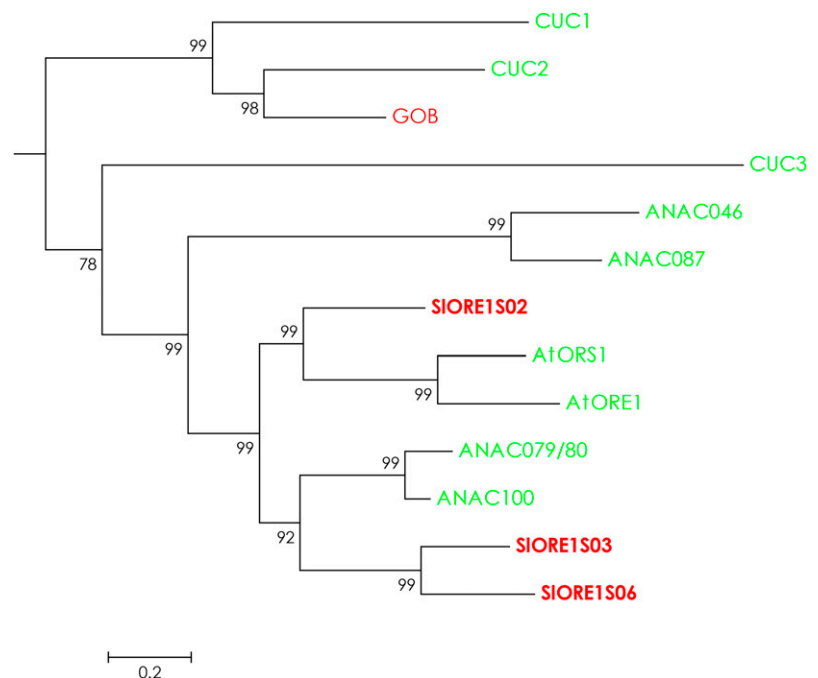 CUC1
99
CUC2
98
GOB
CUC3
ANAC046
99
ANAC087
78
SlORE1S02
99
99
AtORS1
99
AtORE1
99
ANAC079/80
99
ANAC100
92
SlORE1S03
99
SlORE1S06
0.2